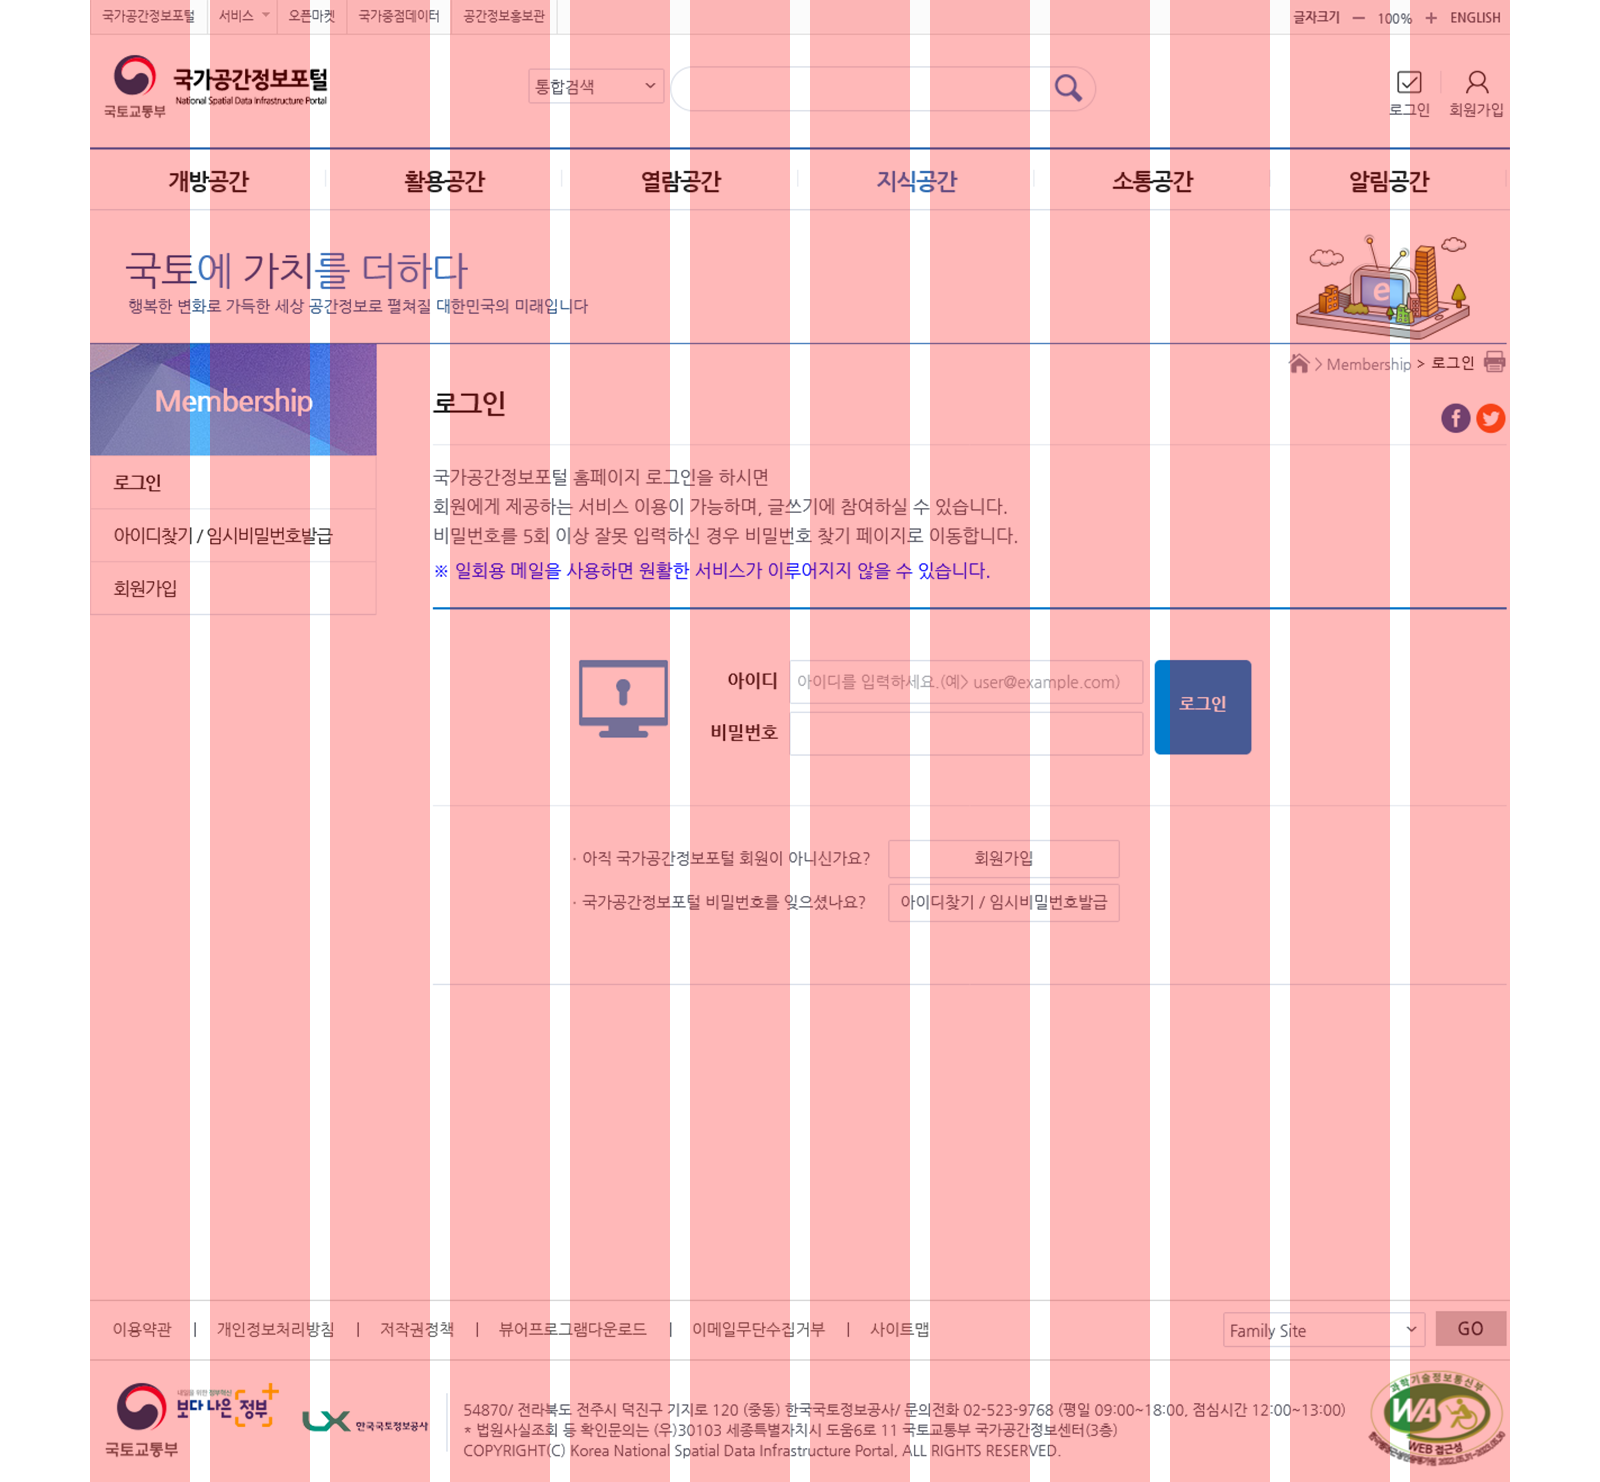 국가공간정보포털 서비스 오픈마켓 국가중점데이터 공간정보홍보관 글자크기 — 100% + ENGLISH
국토교통부 국가공간정보포털
National Spatial Data Infrastructure Portal
통합검색
로그인 회원가입
개방공간 활용공간 열람공간 지식공간 소통공간 알림공간
국토에 가치를 더하다
행복한 변화로 가득한 세상 공간정보로 펼쳐질 대한민국의 미래입니다
e
> Membership > 로그인
Membership
로그인
로그인
아이디찾기 / 임시비밀번호발급
회원가입
국가공간정보포털 홈페이지 로그인을 하시면
회원에게 제공하는 서비스 이용이 가능하며, 글쓰기에 참여하실 수 있습니다.
비밀번호를 5회 이상 잘못 입력하신 경우 비밀번호 찾기 페이지로 이동합니다.
※ 일회용 메일을 사용하면 원활한 서비스가 이루어지지 않을 수 있습니다.
아이디 아이디를 입력하세요.(예> user@example.com)
비밀번호
로그인
· 아직 국가공간정보포털 회원이 아니신가요? 회원가입
· 국가공간정보포털 비밀번호를 잊으셨나요? 아이디찾기 / 임시비밀번호발급
이용약관 | 개인정보처리방침 | 저작권정책 | 뷰어프로그램다운로드 | 이메일무단수집거부 | 사이트맵
Family Site GO
국토교통부
내일을 위한 정부혁신
보다 나은 정부
LX 한국국토정보공사
54870/ 전라북도 전주시 덕진구 기지로 120 (중동) 한국국토정보공사/ 문의전화 02-523-9768 (평일 09:00~18:00, 점심시간 12:00~13:00)
* 법원사실조회 등 확인문의는 (우)30103 세종특별자치시 도움6로 11 국토교통부 국가공간정보센터(3층)
COPYRIGHT(C) Korea National Spatial Data Infrastructure Portal, ALL RIGHTS RESERVED.
과학기술정보통신부
WA
WEB 접근성